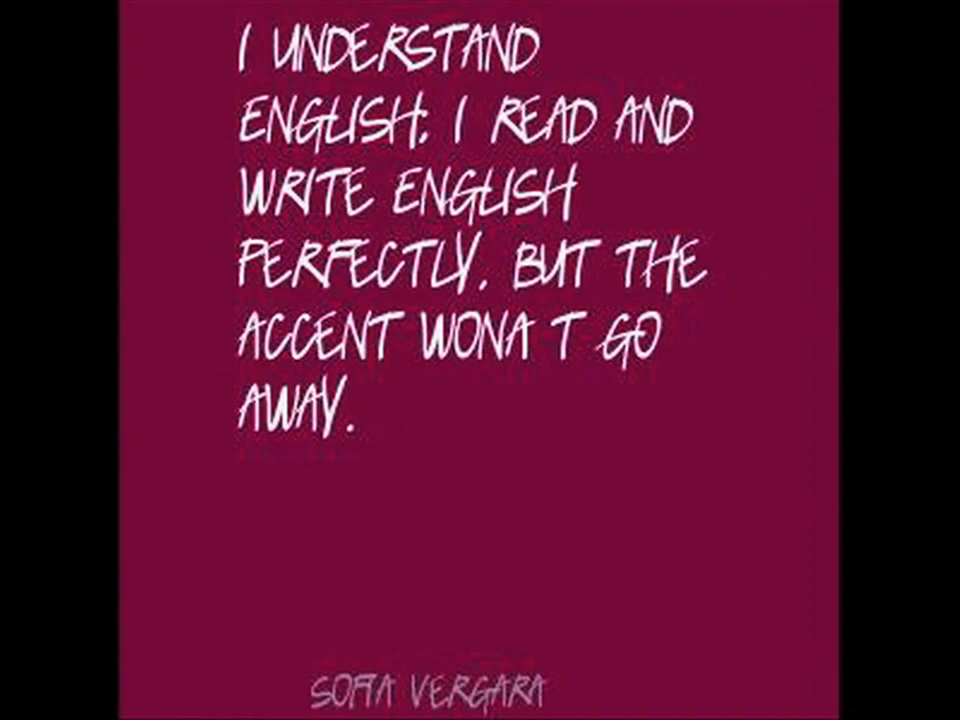 I UNDERSTAND
ENGLISH; I READ AND
WRITE ENGLISH
PERFECTLY. BUT THE
ACCENT WONA T GO
AWAY.
SOFIA VERGARA